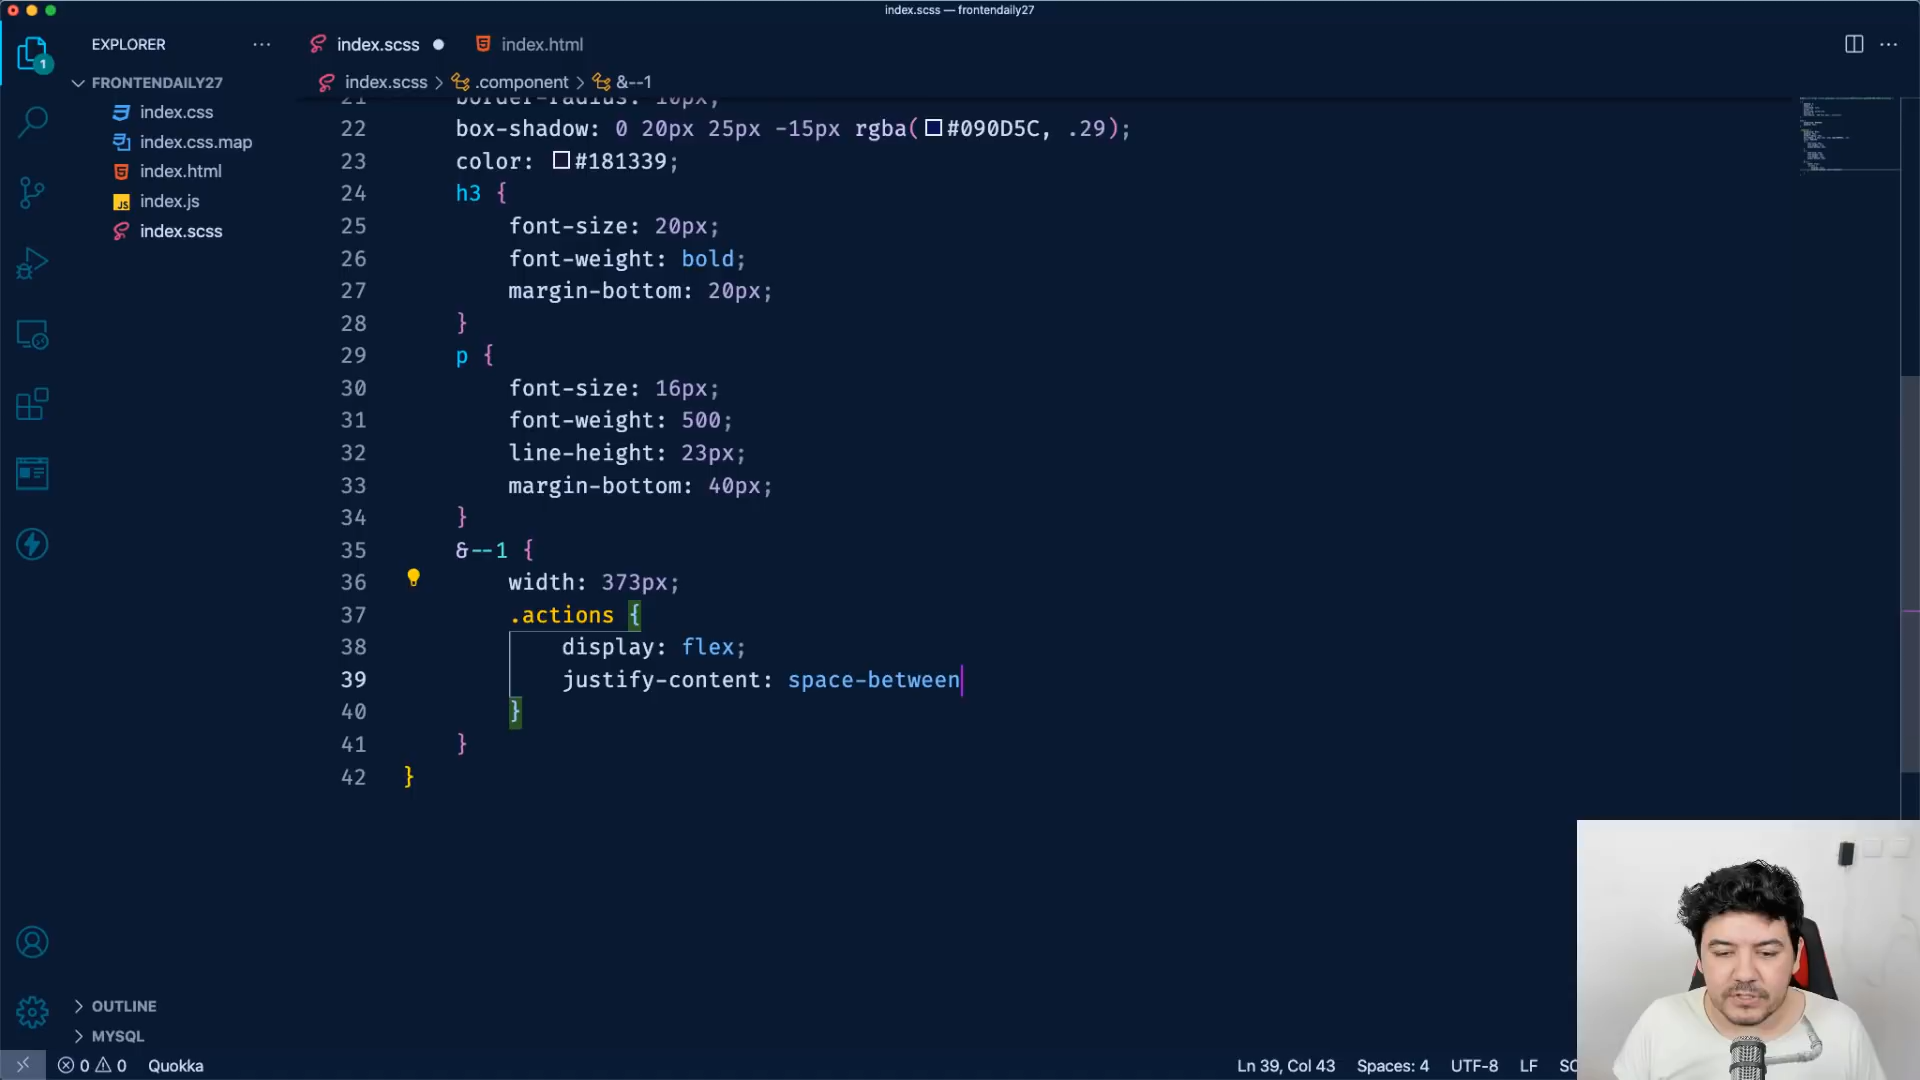 index.scss — frontendaily27
EXPLORER
index.scss
index.html
FRONTENDAILY27
index.scss > .component > &--1
index.css
index.css.map
index.html
index.js
index.scss
1
21 border-radius: 10px;
22 box-shadow: 0 20px 25px -15px rgba(#090D5C, .29);
23 color: #181339;
24 h3 {
25 font-size: 20px;
26 font-weight: bold;
27 margin-bottom: 20px;
28 }
29 p {
30 font-size: 16px;
31 font-weight: 500;
32 line-height: 23px;
33 margin-bottom: 40px;
34 }
35 &--1 {
36 width: 373px;
37 .actions {
38 display: flex;
39 justify-content: space-between
40 }
41 }
42 }
OUTLINE
MYSQL
0 0 Quokka
Ln 39, Col 43 Spaces: 4 UTF-8 LF